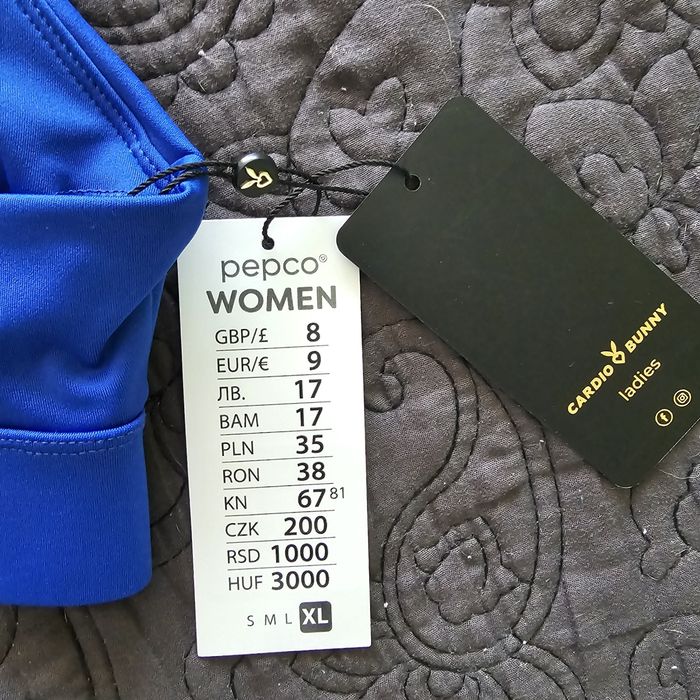 pepco®
WOMEN
GBP/£ 8
EUR/€ 9
ЛВ. 17
BAM 17
PLN 35
RON 38
KN 67 81
CZK 200
RSD 1000
HUF 3000
S M L XL
CARDIO BUNNY
ladies